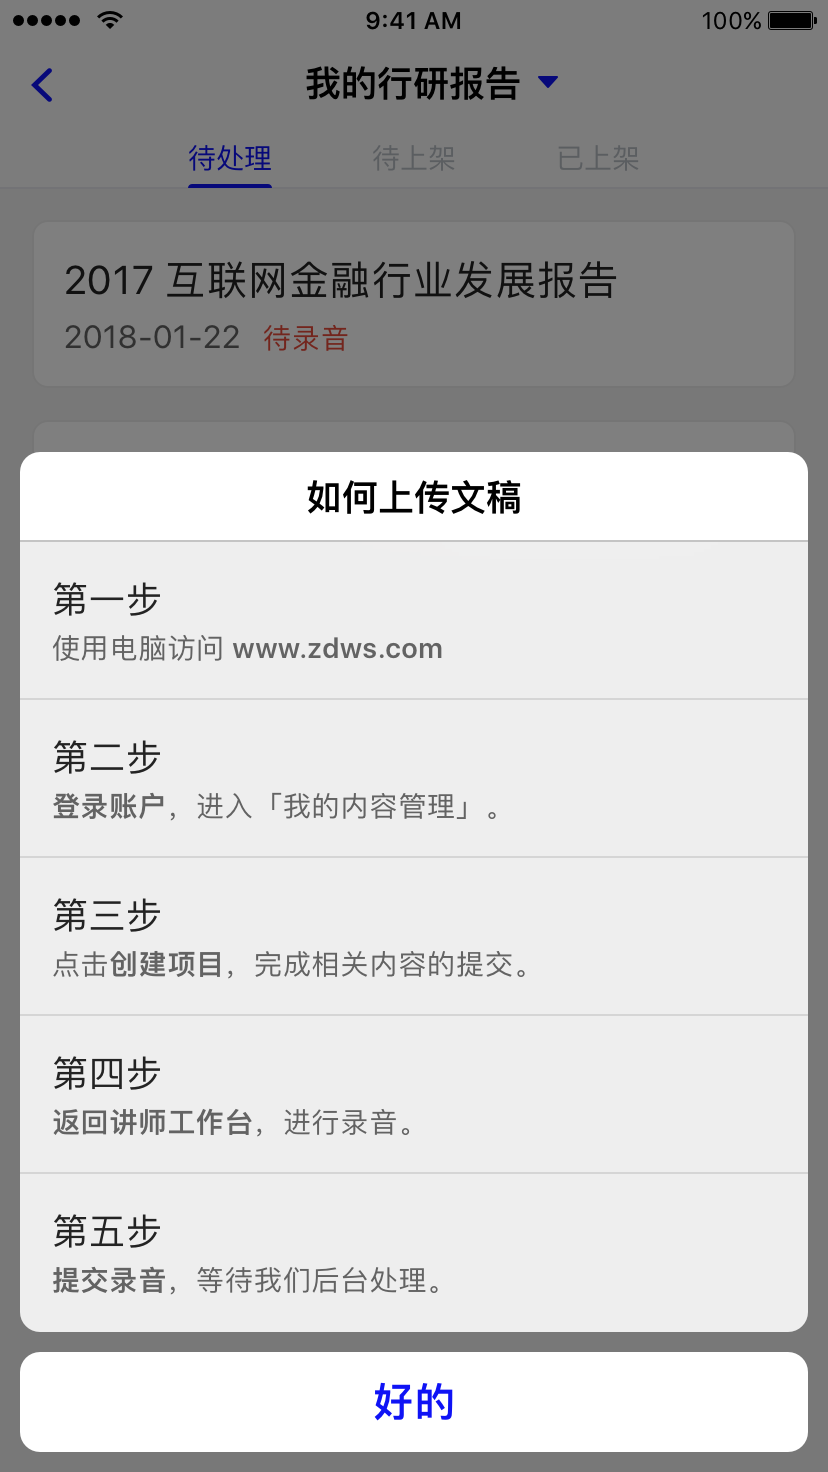 9:41 AM
100%
我的行研报告
待处理
待上架
已上架
2017 互联网金融行业发展报告
2018-01-22 待录音
如何上传文稿
第一步
使用电脑访问 www.zdws.com
第二步
登录账户，进入「我的内容管理」。
第三步
点击创建项目，完成相关内容的提交。
第四步
返回讲师工作台，进行录音。
第五步
提交录音，等待我们后台处理。
好的